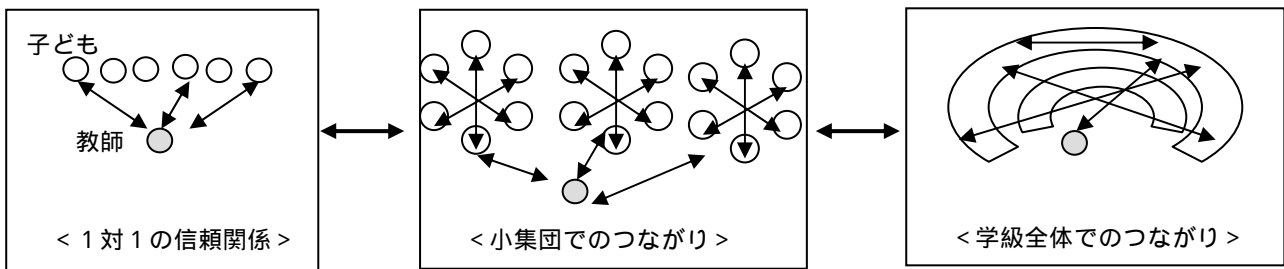 子ども
教師
＜１対１の信頼関係＞
＜小集団でのつながり＞
＜学級全体でのつながり＞